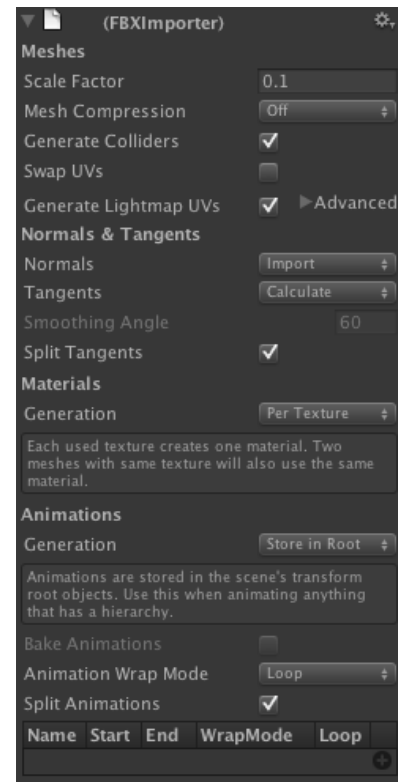 (FBXImporter)
Meshes
Scale Factor 0.1
Mesh Compression Off
Generate Colliders
Swap UVs
Generate Lightmap UVs Advanced
Normals & Tangents
Normals Import
Tangents Calculate
Smoothing Angle 60
Split Tangents
Materials
Generation Per Texture
Each used texture creates one material. Two
meshes with same texture will also use the same
material.
Animations
Generation Store in Root
Animations are stored in the scene's transform
root objects. Use this when animating anything
that has a hierarchy.
Bake Animations
Animation Wrap Mode Loop
Split Animations
Name Start End WrapMode Loop